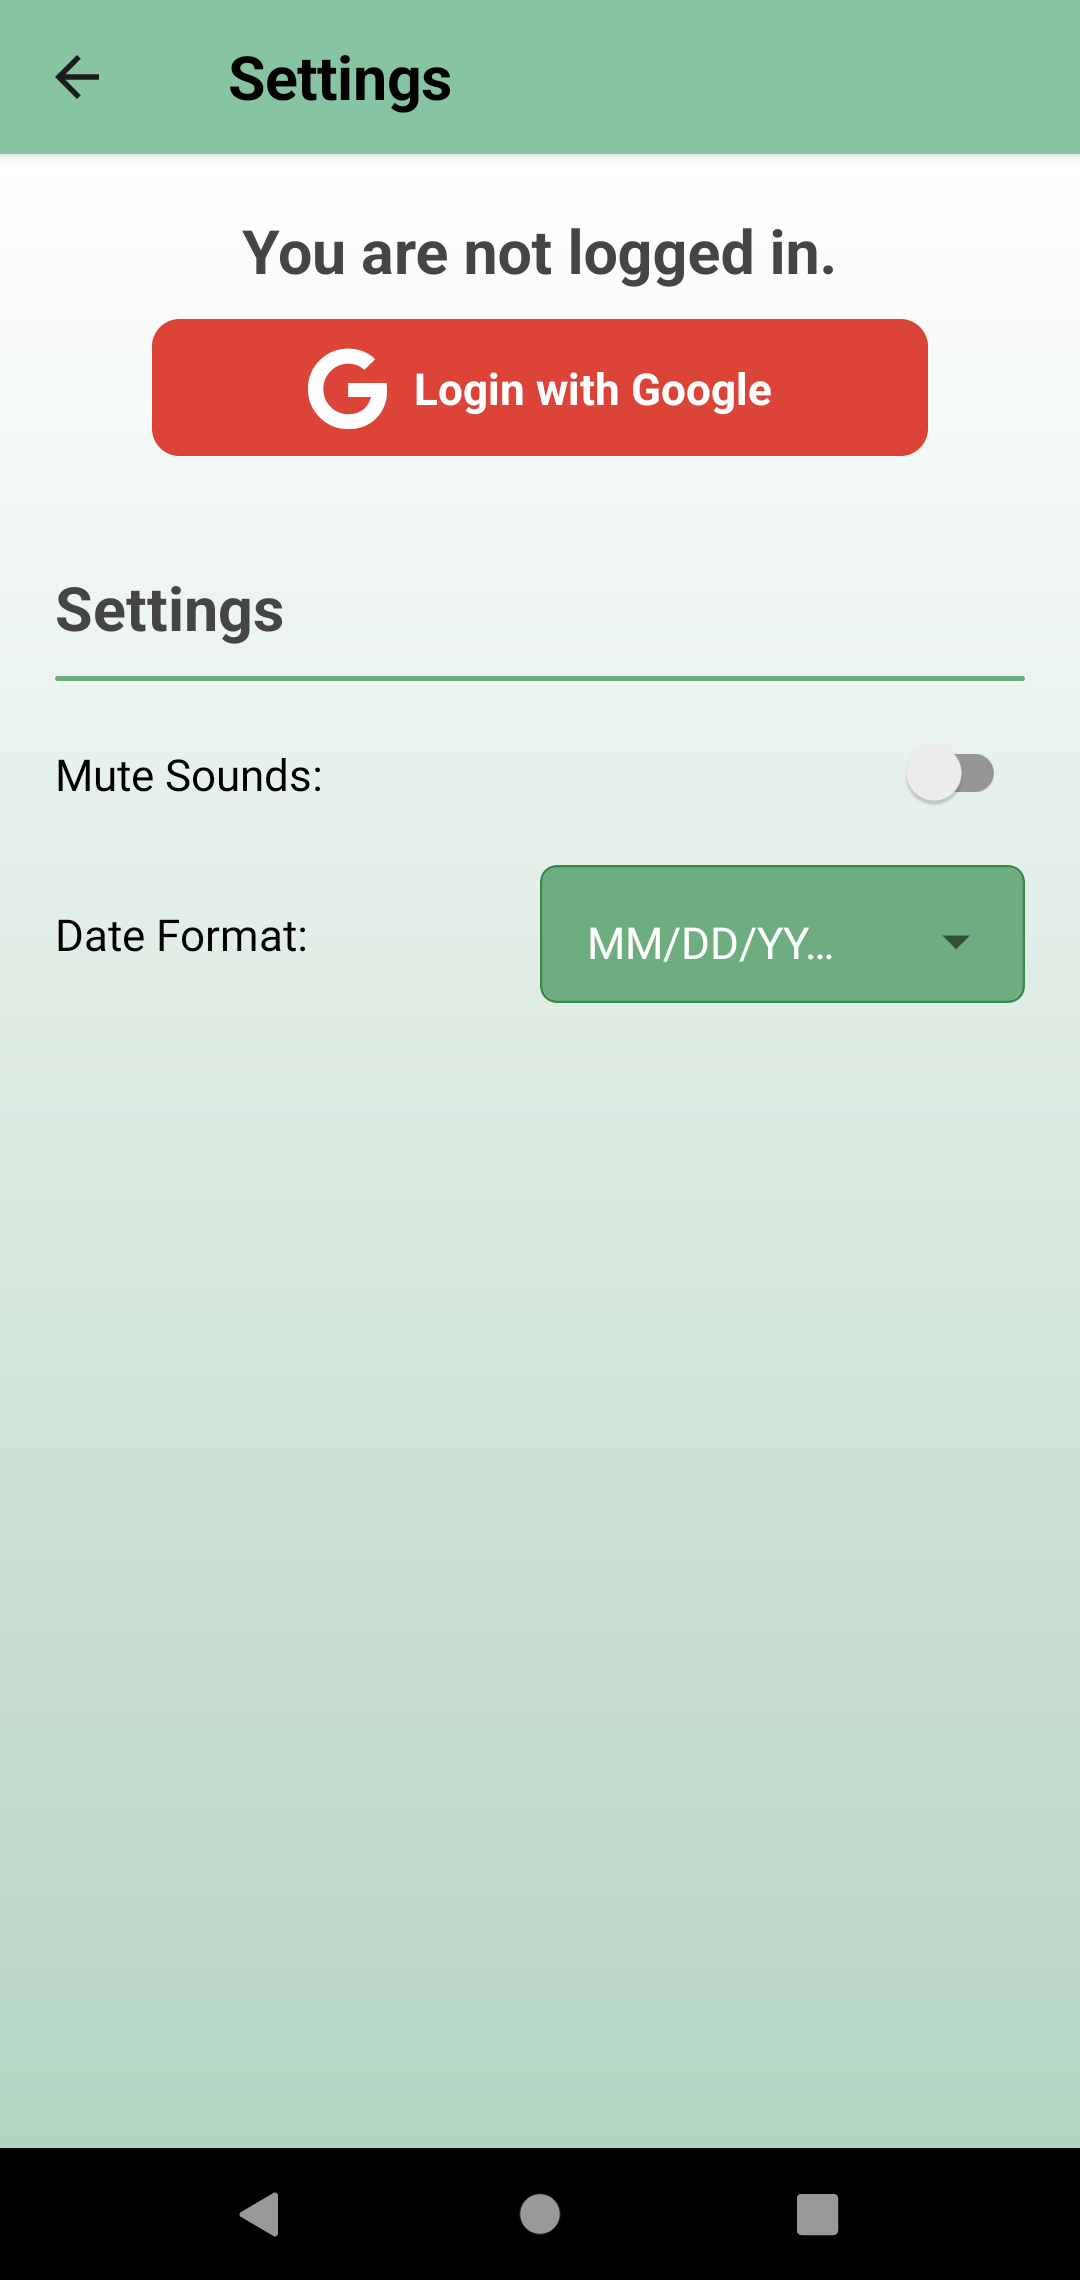 Settings
You are not logged in.
Login with Google
Settings
Mute Sounds:
Date Format:
MM/DD/YY...